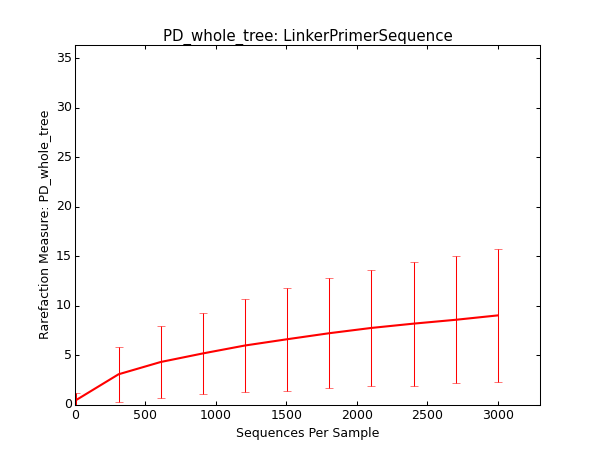 PD_whole_tree: LinkerPrimerSequence
35
30
25
20
15
10
5
0
Rarefaction Measure: PD_whole_tree
0 500 1000 1500 2000 2500 3000
Sequences Per Sample